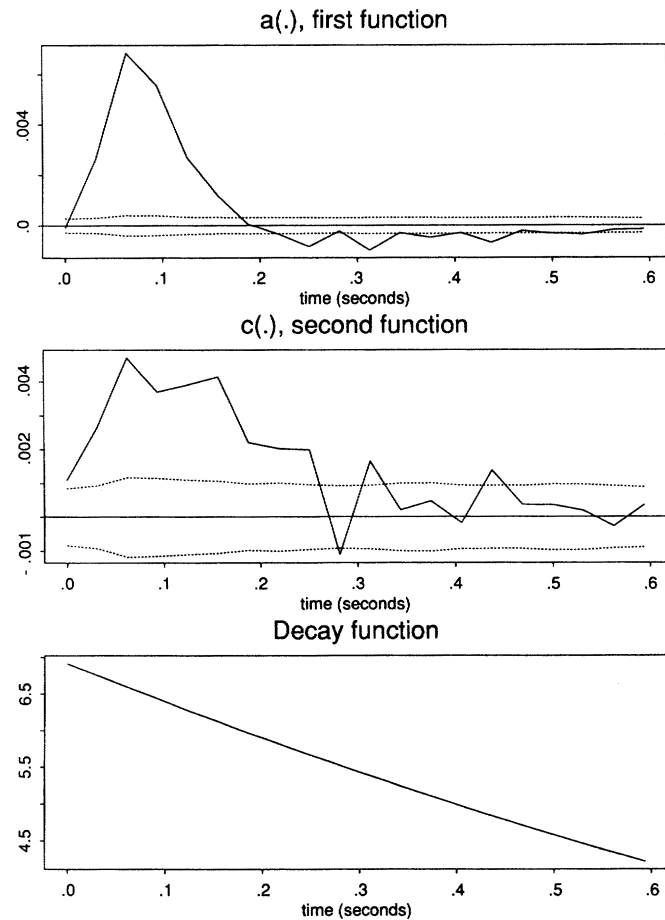 a(.), first function
.004
.0
.0 .1 .2 .3 .4 .5 .6
time (seconds)
c(.), second function
.004
.002
-.001
.0 .1 .2 .3 .4 .5 .6
time (seconds)
Decay function
6.5
5.5
4.5
.0 .1 .2 .3 .4 .5 .6
time (seconds)